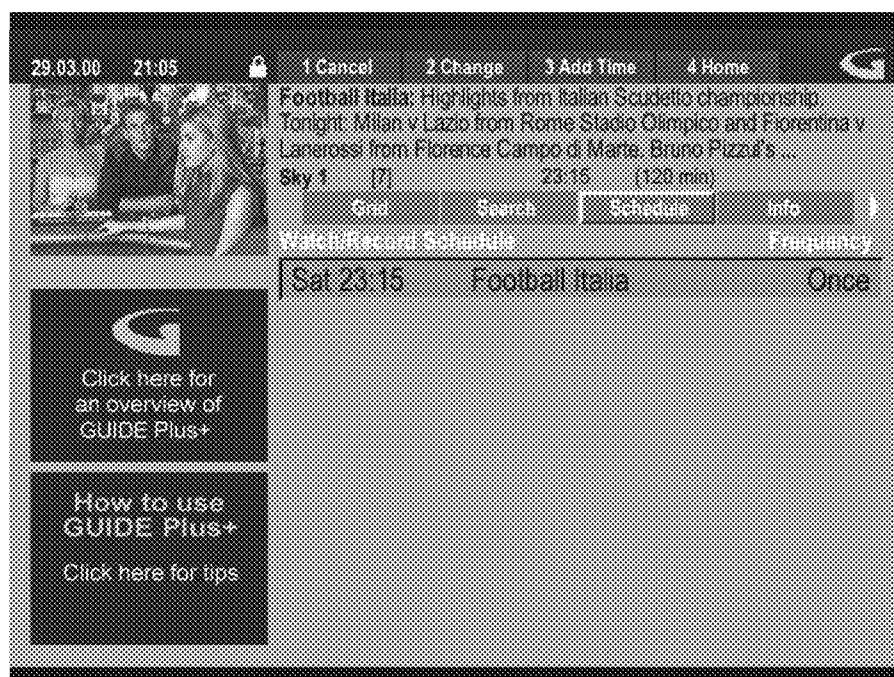 29.03.00 21:05 1 Cancel 2 Change 3 Add Time 4 Home
Football Italia: Highlights from Italian Scudetto championship.
Tonight: Milan v Lazio from Rome Stadio Olimpico and Fiorentina v
Lanerossi from Florence Campo di Marte. Bruno Pizzul's ...
Sky 1 [7] 23:15 (120 min)
Grid Search Schedule Info
Watch/Record Schedule Frequency
Sat 23:15 Football Italia Once
G
Click here for
an overview of
GUIDE Plus+
How to use
GUIDE Plus+
Click here for tips